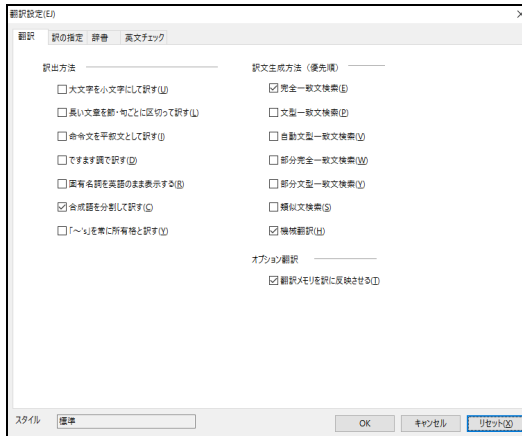 翻訳設定(EJ)
翻訳 訳の指定 辞書 英文チェック
訳出方法
大文字を小文字にして訳す(U)
長い文章を節・句ごとに区切って訳す(L)
命令文を平叙文として訳す(I)
ですます調で訳す(D)
固有名詞を英語のまま表示する(R)
合成語を分割して訳す(C)
「～'s」を常に所有格と訳す(Y)
訳文生成方法（優先順）
完全一致文検索(E)
文型一致文検索(P)
自動文型一致文検索(V)
部分完全一致文検索(W)
部分文型一致文検索(Y)
類似文検索(S)
機械翻訳(H)
オプション翻訳
翻訳メモリを訳に反映させる(T)
スタイル 標準
OK キャンセル リセット(X)